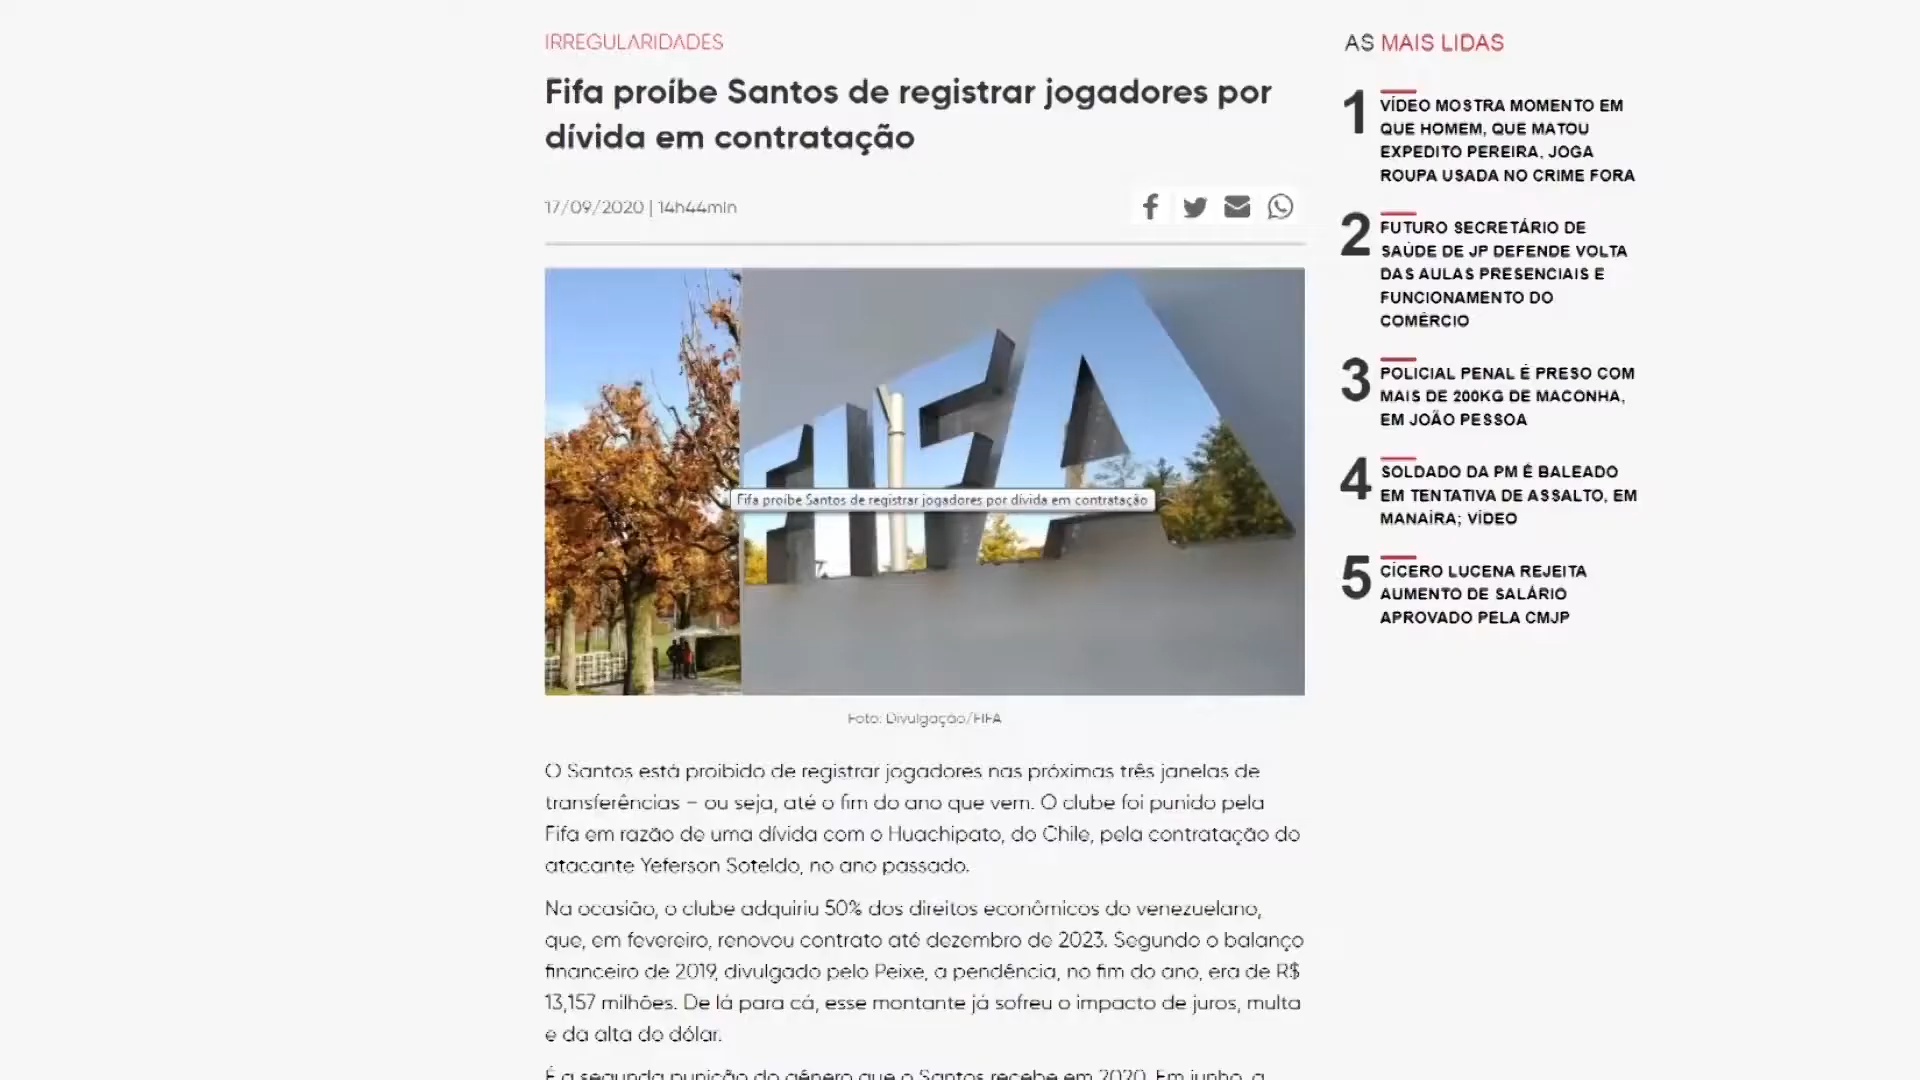 IRREGULARIDADES
Fifa proíbe Santos de registrar jogadores por
dívida em contratação
17/09/2020 | 14h44min
FIFA
Fifa proíbe Santos de registrar jogadores por dívida em contratação
Foto: Divulgação/FIFA
O Santos está proibido de registrar jogadores nas próximas três janelas de
transferências – ou seja, até o fim do ano que vem. O clube foi punido pela
Fifa em razão de uma dívida com o Huachipato, do Chile, pela contratação do
atacante Yeferson Soteldo, no ano passado.
Na ocasião, o clube adquiriu 50% dos direitos econômicos do venezuelano,
que, em fevereiro, renovou contrato até dezembro de 2023. Segundo o balanço
financeiro de 2019, divulgado pelo Peixe, a pendência, no fim do ano, era de R$
13,157 milhões. De lá para cá, esse montante já sofreu o impacto de juros, multa
e da alta do dólar.
É a segunda punição do gênero que o Santos recebe em 2020. Em junho, a
AS MAIS LIDAS
1 VÍDEO MOSTRA MOMENTO EM
QUE HOMEM, QUE MATOU
EXPEDITO PEREIRA, JOGA
ROUPA USADA NO CRIME FORA
2 FUTURO SECRETÁRIO DE
SAÚDE DE JP DEFENDE VOLTA
DAS AULAS PRESENCIAIS E
FUNCIONAMENTO DO
COMÉRCIO
3 POLICIAL PENAL É PRESO COM
MAIS DE 200KG DE MACONHA,
EM JOÃO PESSOA
4 SOLDADO DA PM É BALEADO
EM TENTATIVA DE ASSALTO, EM
MANAÍRA; VÍDEO
5 CÍCERO LUCENA REJEITA
AUMENTO DE SALÁRIO
APROVADO PELA CMJP